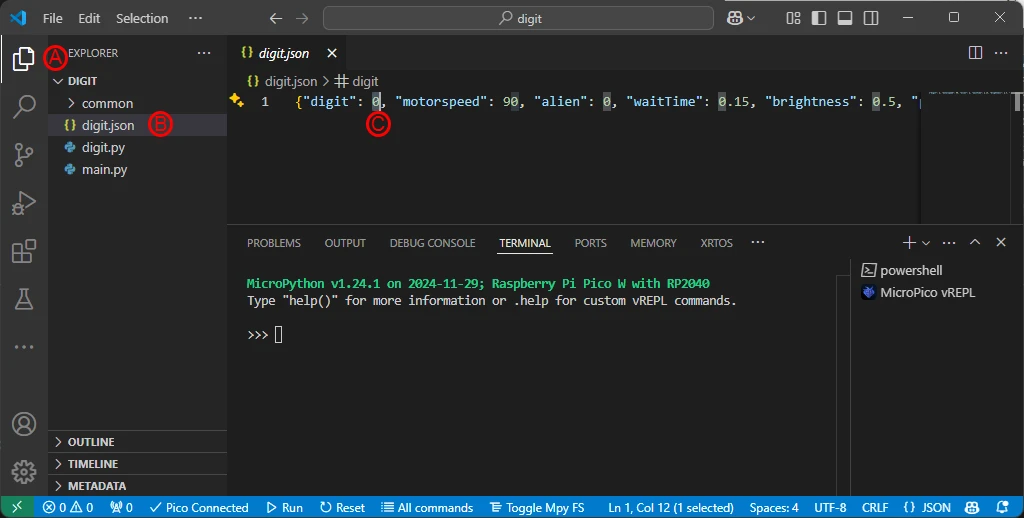 File Edit Selection ··· digit
Ⓐ EXPLORER ···
DIGIT
common
{} digit.json Ⓑ
digit.py
main.py
OUTLINE
TIMELINE
METADATA
{} digit.json ×
{} digit.json > digit
1 {"digit": 0, "motorspeed": 90, "alien": 0, "waitTime": 0.15, "brightness": 0.5, "
Ⓒ
PROBLEMS OUTPUT DEBUG CONSOLE TERMINAL PORTS MEMORY XRTOS ···
MicroPython v1.24.1 on 2024-11-29; Raspberry Pi Pico W with RP2040
Type "help()" for more information or .help for custom vREPL commands.
>>>
powershell
MicroPico vREPL
0 0 0 Pico Connected Run Reset All commands Toggle Mpy FS Ln 1, Col 12 (1 selected) Spaces: 4 UTF-8 CRLF {} JSON